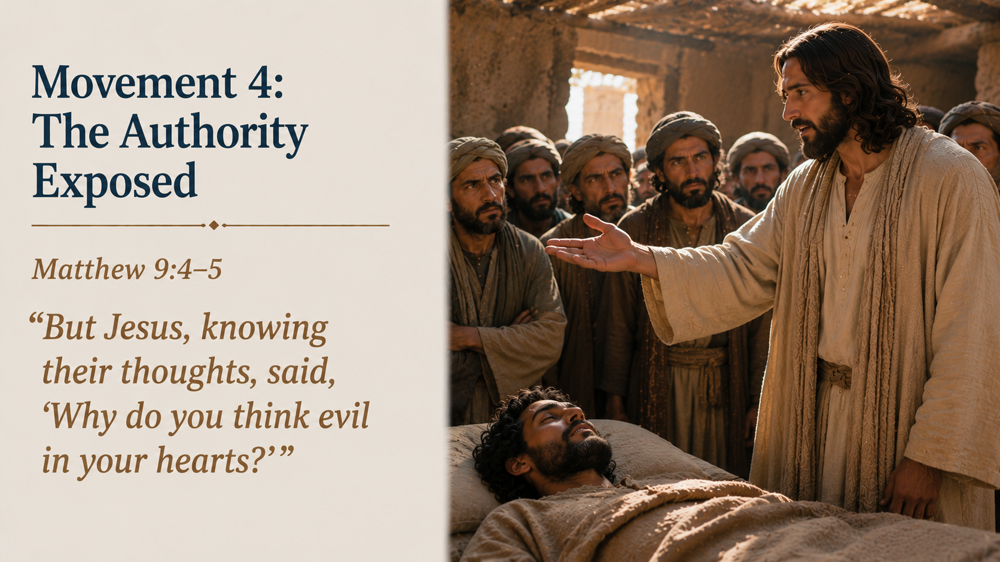 Movement 4:
The Authority
Exposed
Matthew 9:4–5
“But Jesus, knowing
their thoughts, said,
‘Why do you think evil
in your hearts?’”